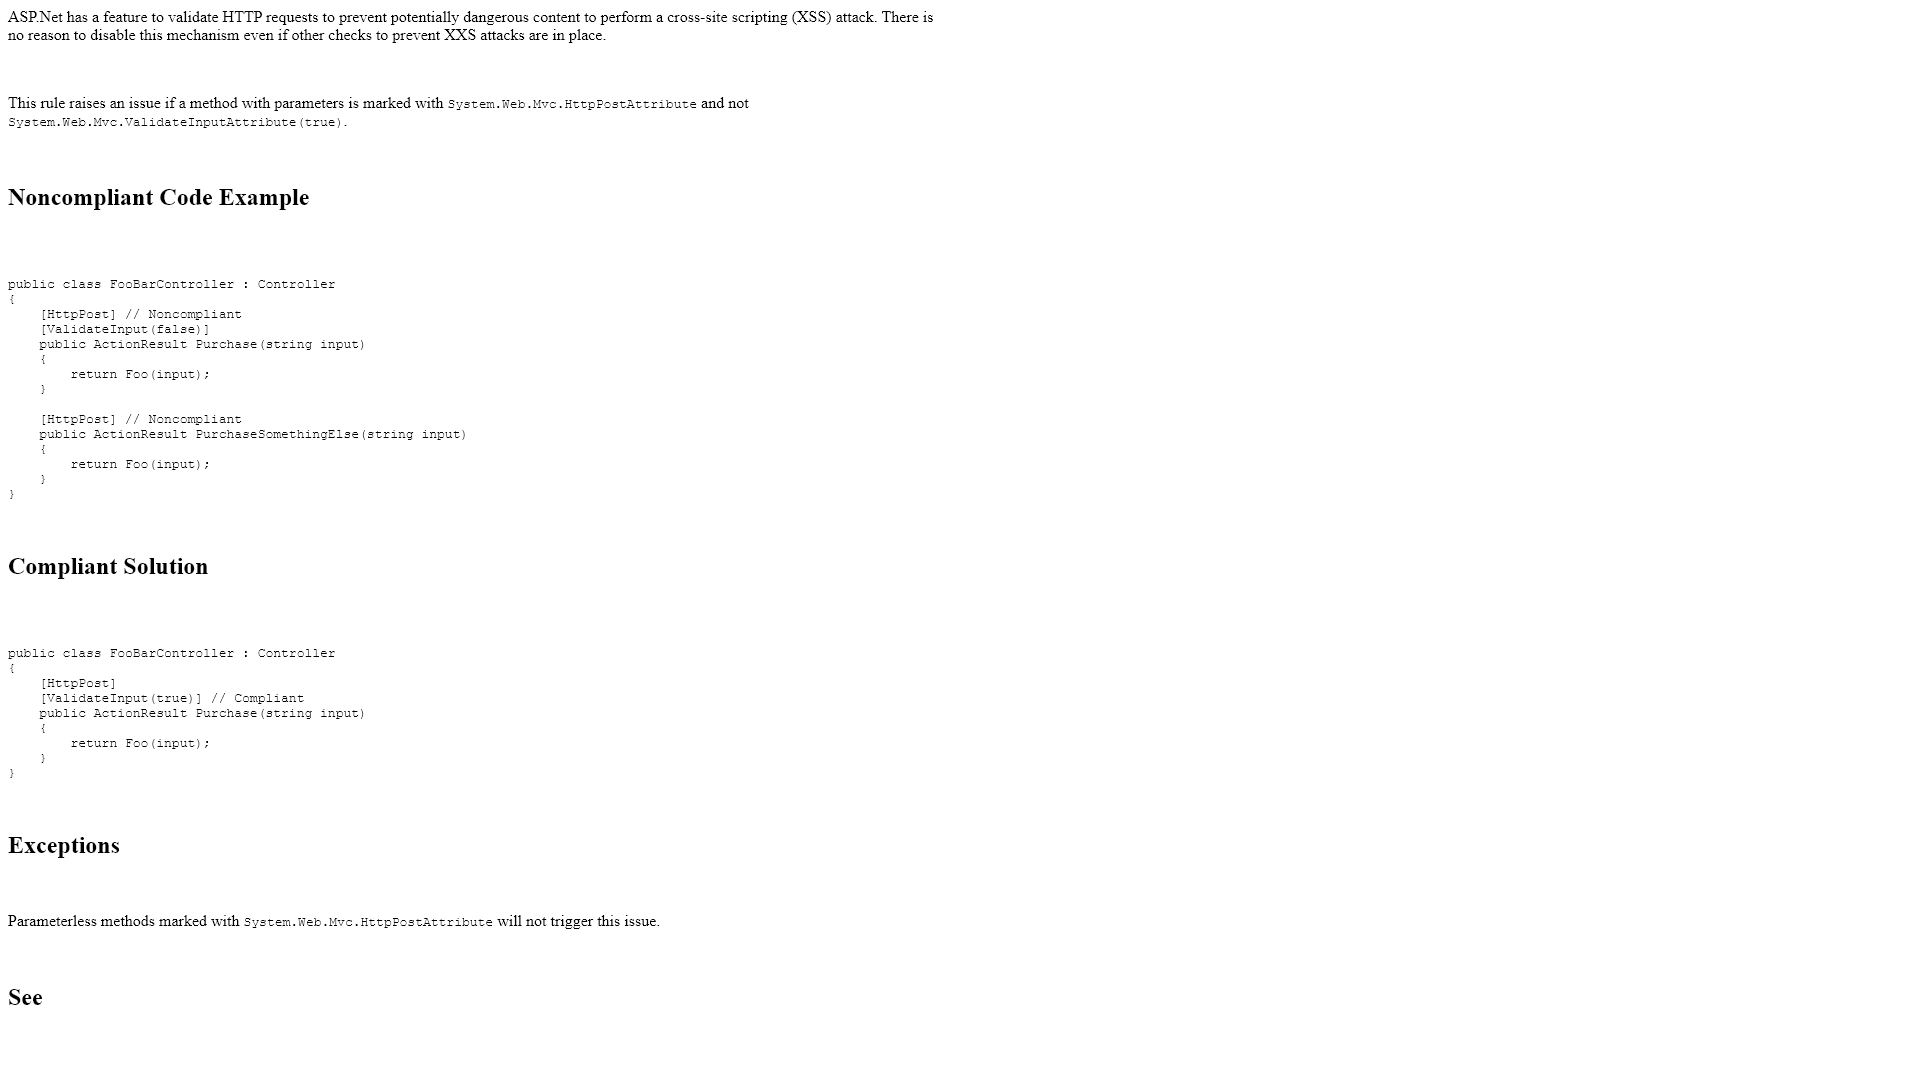 ASP.Net has a feature to validate HTTP requests to prevent potentially dangerous content to perform a cross-site scripting (XSS) attack. There is
no reason to disable this mechanism even if other checks to prevent XXS attacks are in place.
This rule raises an issue if a method with parameters is marked with System.Web.Mvc.HttpPostAttribute and not
System.Web.Mvc.ValidateInputAttribute(true).
Noncompliant Code Example
public class FooBarController : Controller
{
    [HttpPost] // Noncompliant
    [ValidateInput(false)]
    public ActionResult Purchase(string input)
    {
        return Foo(input);
    }
    [HttpPost] // Noncompliant
    public ActionResult PurchaseSomethingElse(string input)
    {
        return Foo(input);
    }
}
Compliant Solution
public class FooBarController : Controller
{
    [HttpPost]
    [ValidateInput(true)] // Compliant
    public ActionResult Purchase(string input)
    {
        return Foo(input);
    }
}
Exceptions
Parameterless methods marked with System.Web.Mvc.HttpPostAttribute will not trigger this issue.
See